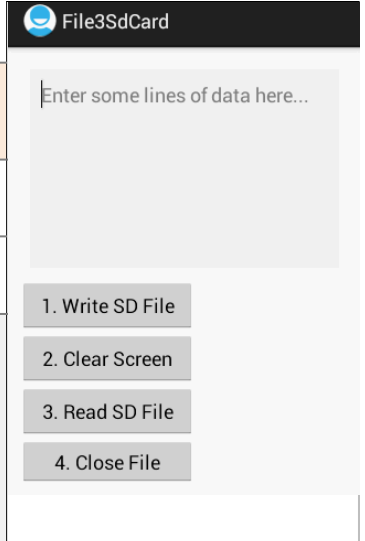 File3SdCard
Enter some lines of data here...
1. Write SD File
2. Clear Screen
3. Read SD File
4. Close File